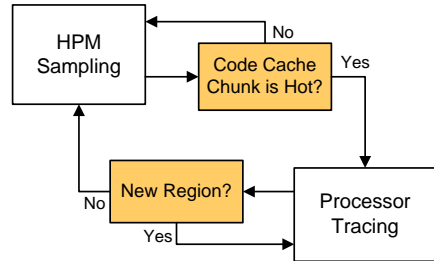 HPM
Sampling
No
Code Cache
Chunk is Hot?
Yes
New Region?
No
Yes
Processor
Tracing